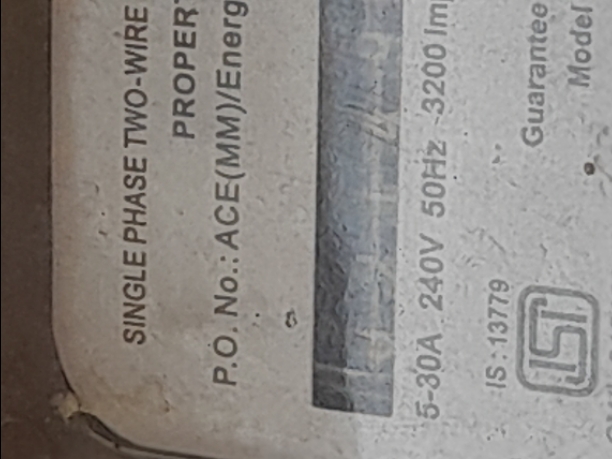 SINGLE PHASE TWO-WIRE
PROPER
P.O. No.: ACE(MM)/Energ
5-30A 240V 50Hz 3200 Im
IS : 13779
Guarantee
Model
ISI